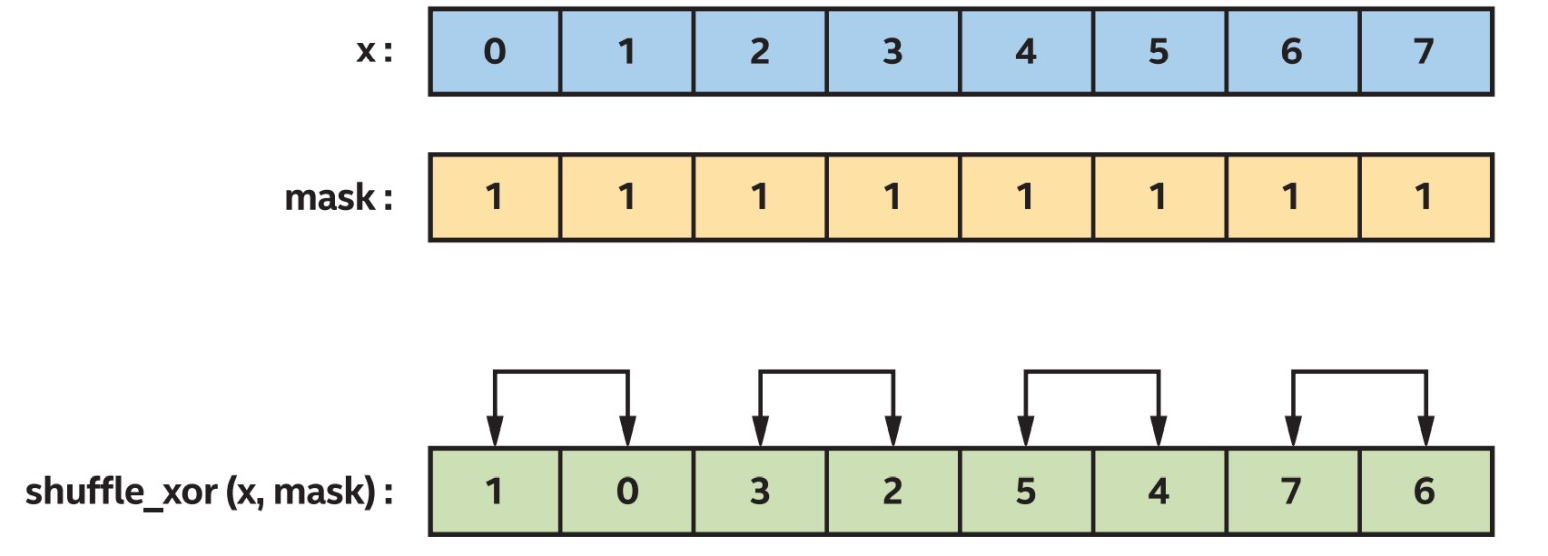 x : 0 1 2 3 4 5 6 7
mask : 1 1 1 1 1 1 1 1
shuffle_xor (x, mask) : 1 0 3 2 5 4 7 6